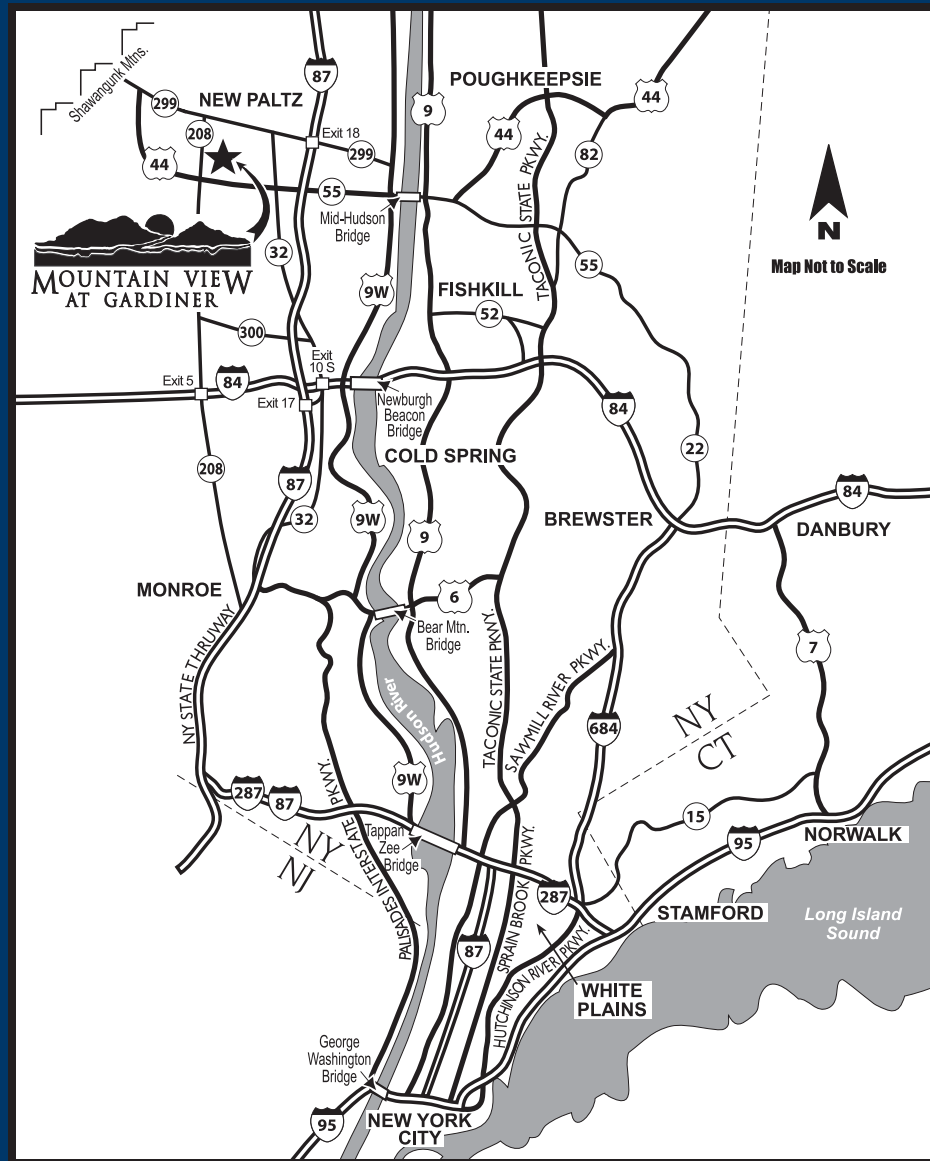 Shawangunk Mtns.
299
NEW PALTZ
87
9
POUGHKEEPSIE
44
208
Exit 18
44
82
299
44
55
Mid-Hudson
Bridge
TACONIC STATE PKWY.
N
Map Not to Scale
MOUNTAIN VIEW
AT GARDINER
32
55
9W
FISHKILL
52
300
Exit
10 S
Exit 5
84
Exit 17
Newburgh
Beacon
Bridge
84
COLD SPRING
22
208
87
32
9W
9
BREWSTER
84
DANBURY
MONROE
6
Bear Mtn.
Bridge
7
NY STATE THRUWAY
Hudson River
TACONIC STATE PKWY.
SAWMILL RIVER PKWY.
684
NY
CT
287
87
9W
PALISADES INTERSTATE PKWY.
NY
NJ
Tappan
Zee
Bridge
15
NORWALK
95
287
STAMFORD
Long Island
Sound
87
SPRAIN BROOK PKWY.
HUTCHINSON RIVER PKWY.
WHITE
PLAINS
George
Washington
Bridge
95
NEW YORK
CITY